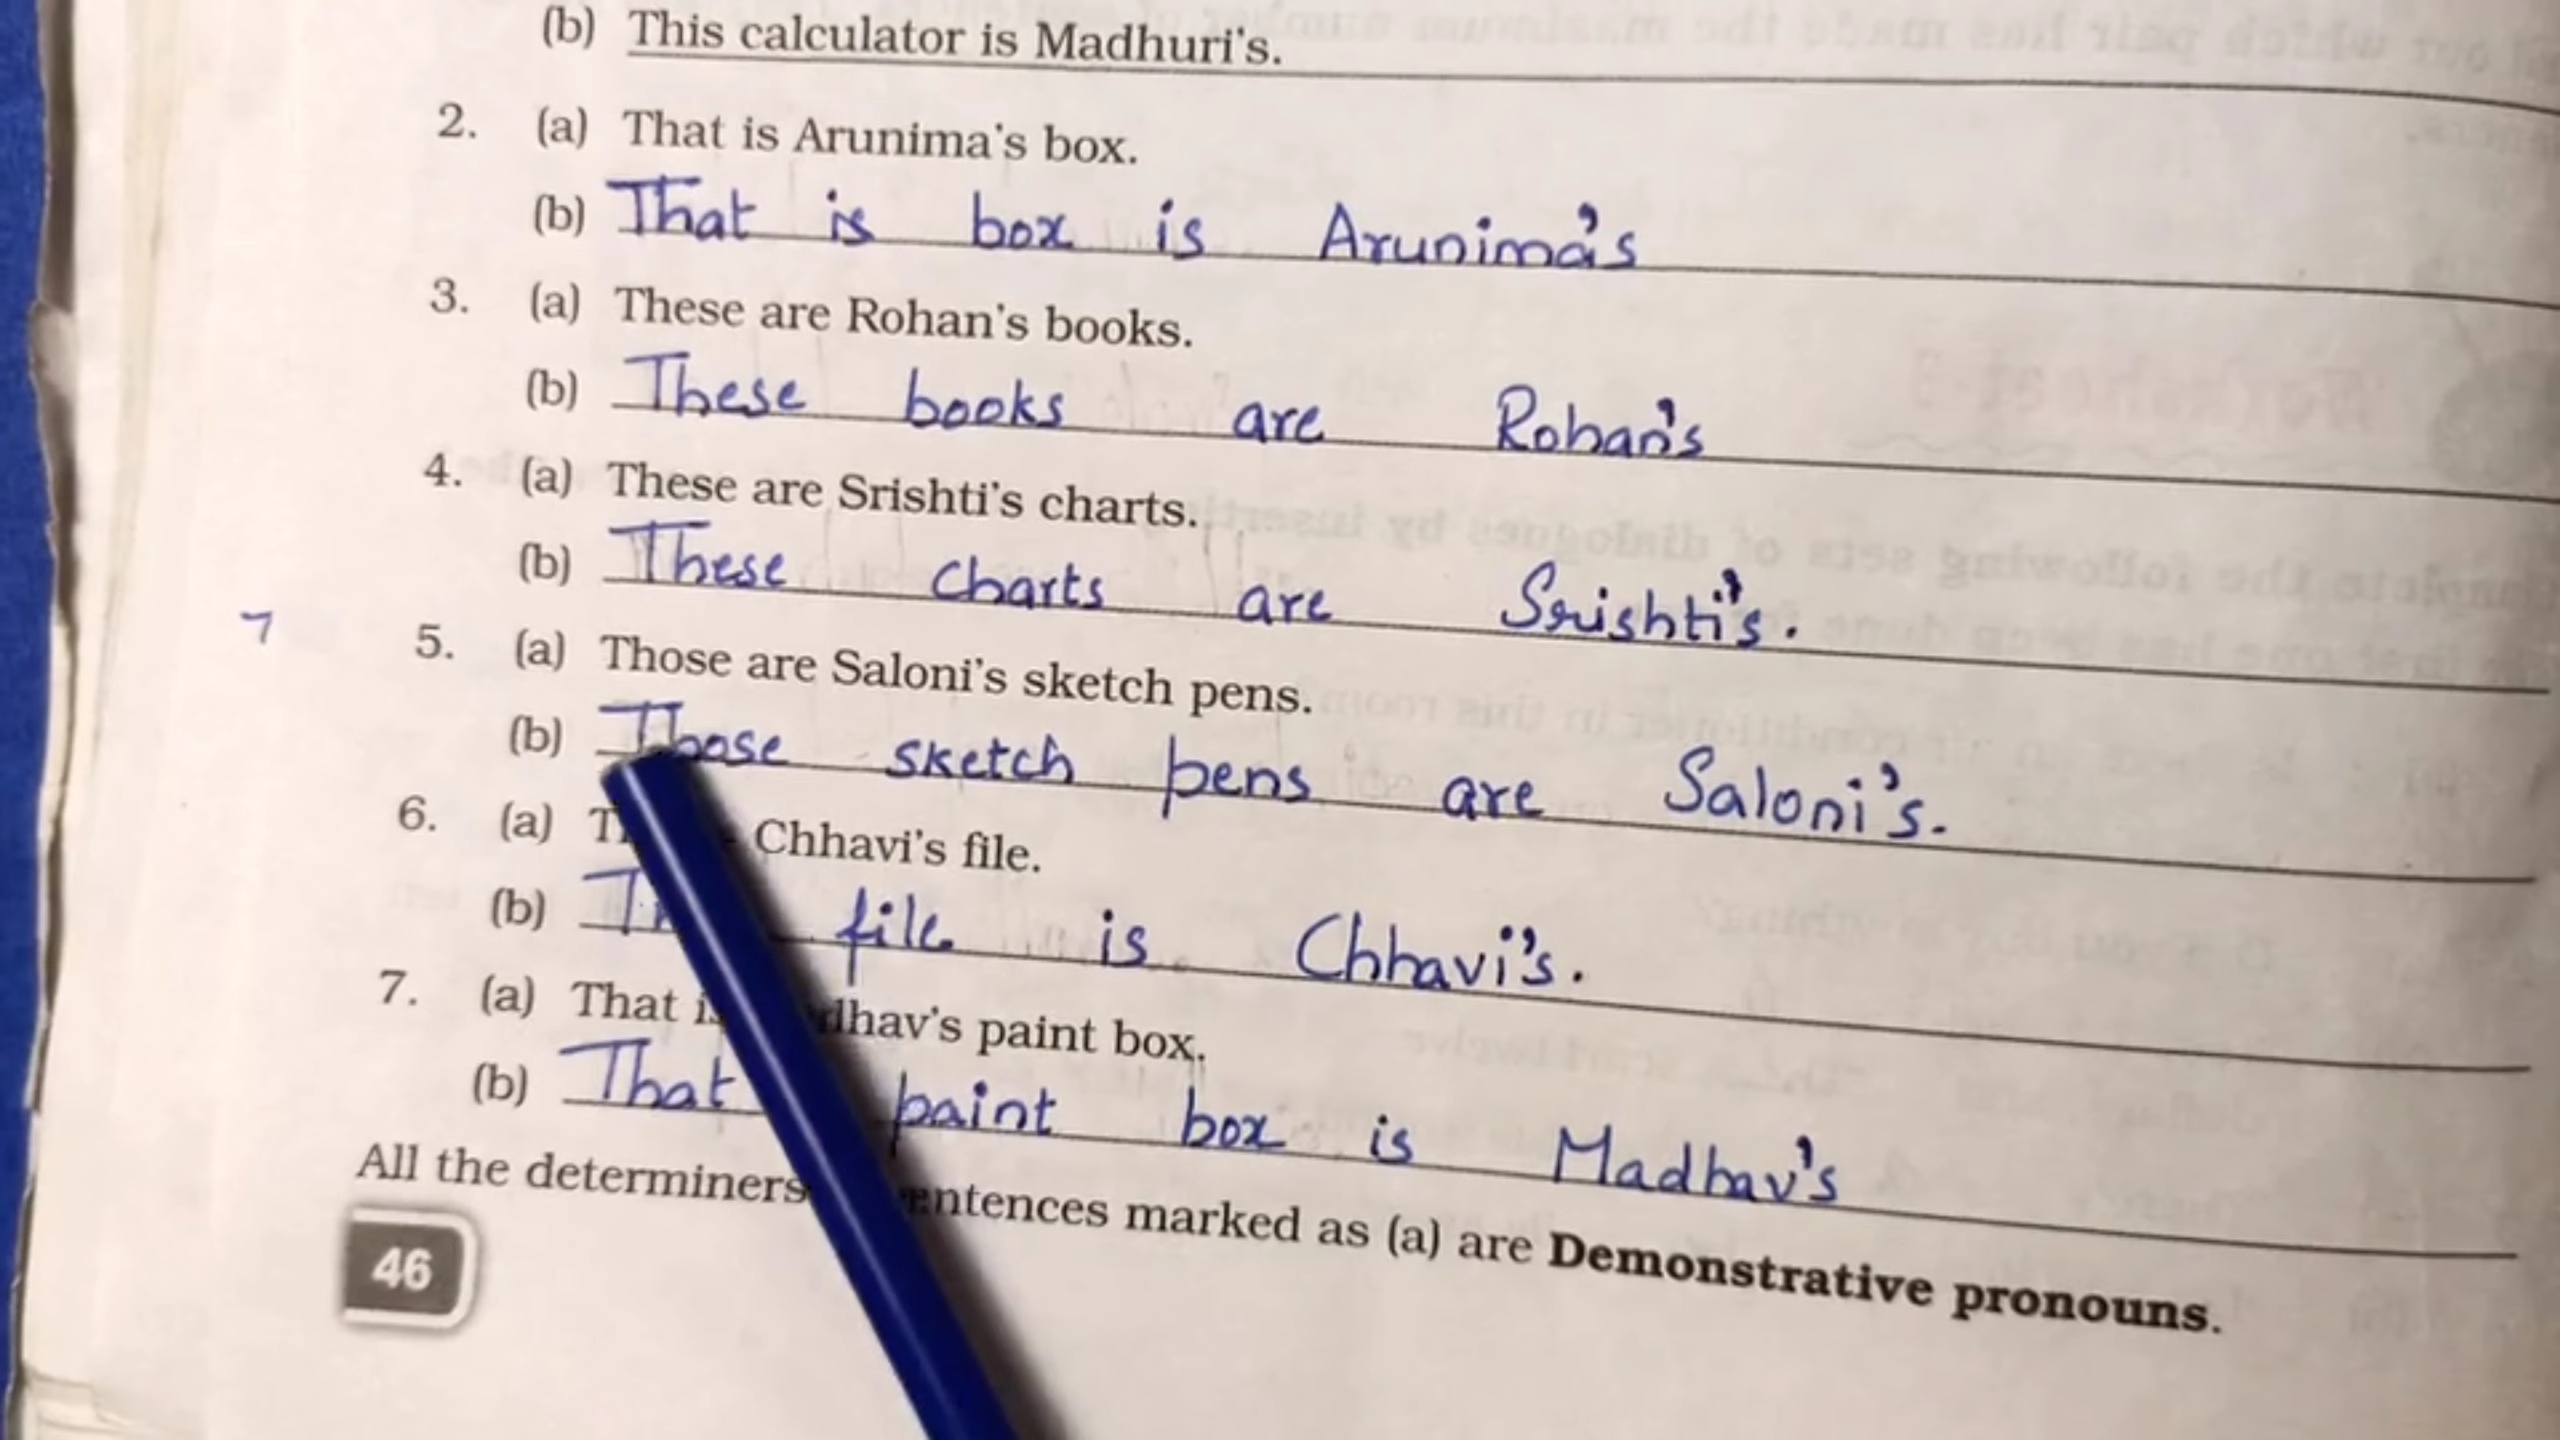 (b) This calculator is Madhuri's.
2. (a) That is Arunima's box.
(b) That is box is Arunima's
3. (a) These are Rohan's books.
(b) These books are Rohan's
4. (a) These are Srishti's charts.
(b) These charts are Srishti's.
5. (a) Those are Saloni's sketch pens.
(b) Those sketch pens are Saloni's.
6. (a) Chhavi's file.
(b) file is Chhavi's.
7. (a) That paint box.
(b) That paint box is Madhav's
All the determiners sentences marked as (a) are Demonstrative pronouns.
46